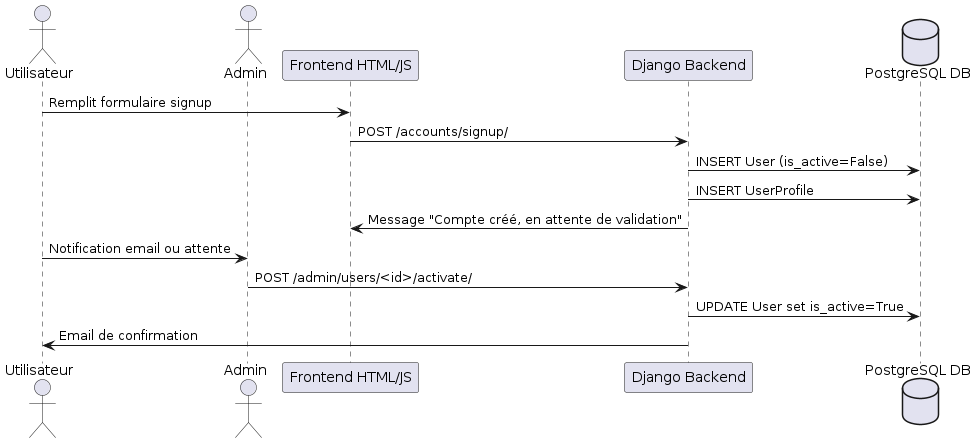 Utilisateur
Admin
Frontend HTML/JS
Django Backend
PostgreSQL DB
Remplit formulaire signup
POST /accounts/signup/
INSERT User (is_active=False)
INSERT UserProfile
Message "Compte créé, en attente de validation"
Notification email ou attente
POST /admin/users/<id>/activate/
UPDATE User set is_active=True
Email de confirmation
Utilisateur
Admin
Frontend HTML/JS
Django Backend
PostgreSQL DB